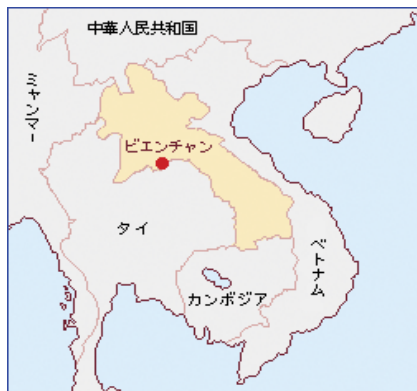 中華人民共和国
ミャンマー
ビエンチャン
タイ
ベトナム
カンボジア